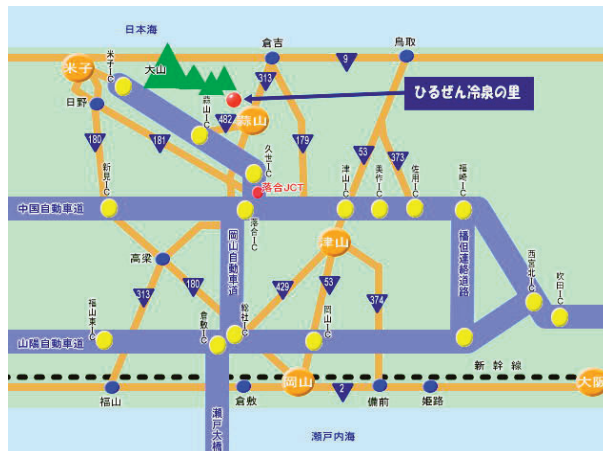 日本海
米子
米子IC
大山
倉吉
鳥取
9
313
ひるぜん冷泉の里
日野
蒜山IC
482
蒜山
180
181
久世IC
179
53
373
新見IC
落合JCT
津山IC
美作IC
佐用IC
福崎IC
中国自動車道
落合IC
岡山自動車道
津山
播但連絡道路
高梁
西宮北IC
吹田IC
313
180
429
53
374
福山東IC
倉敷IC
総社IC
岡山IC
山陽自動車道
新幹線
福山
倉敷
岡山
2
備前
姫路
大阪
瀬戸大橋
瀬戸内海